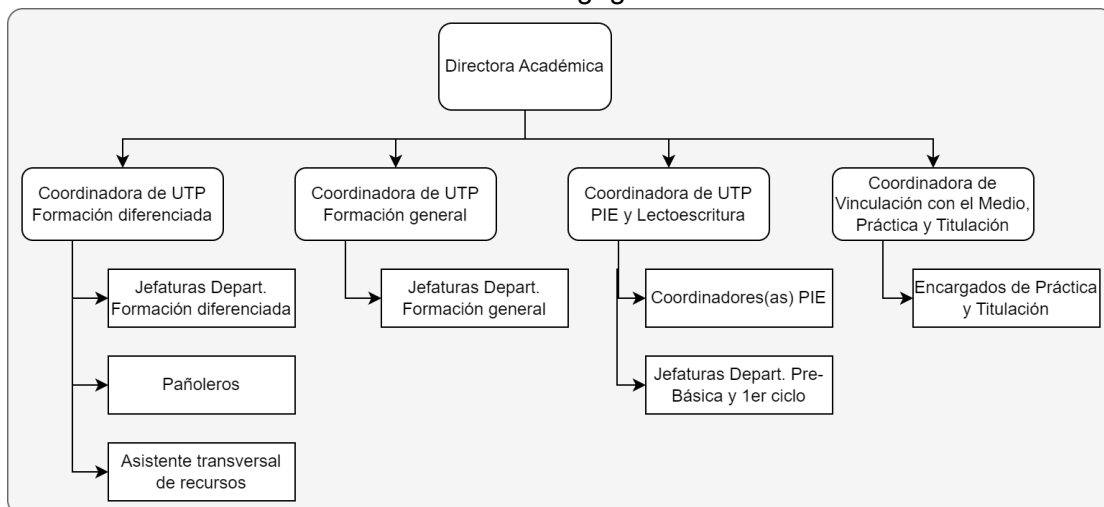 Directora Académica
Coordinadora de UTP
Formación diferenciada
Coordinadora de UTP
Formación general
Coordinadora de UTP
PIE y Lectoescritura
Coordinadora de
Vinculación con el Medio,
Práctica y Titulación
Jefaturas Depart.
Formación diferenciada
Jefaturas Depart.
Formación general
Coordinadores(as) PIE
Encargados de Práctica
y Titulación
Pañoleros
Jefaturas Depart. Pre-
Básica y 1er ciclo
Asistente transversal
de recursos